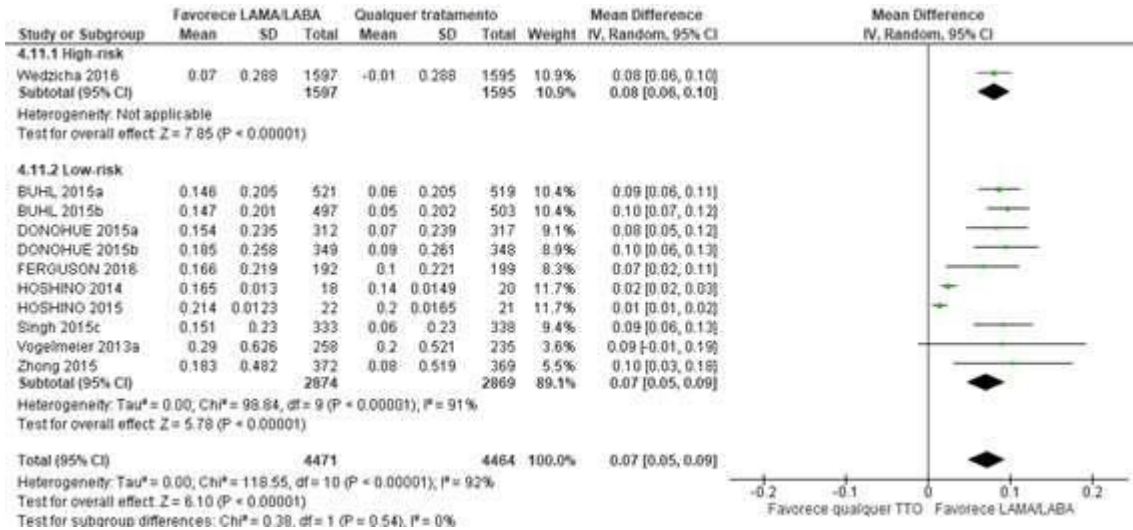 Favorece LAMA/LABA Qualquer tratamento Mean Difference Mean Difference
Study or Subgroup Mean SD Total Mean SD Total Weight IV, Random, 95% CI IV, Random, 95% CI
4.11.1 High-risk
Wedzicha 2016 0.07 0.288 1597 -0.01 0.288 1595 10.9% 0.08 [0.06, 0.10]
Subtotal (95% CI) 1597 1595 10.9% 0.08 [0.06, 0.10]
Heterogeneity: Not applicable
Test for overall effect: Z = 7.85 (P < 0.00001)
4.11.2 Low-risk
BUHL 2015a 0.146 0.205 521 0.06 0.205 519 10.4% 0.09 [0.06, 0.11]
BUHL 2015b 0.147 0.201 497 0.05 0.202 503 10.4% 0.10 [0.07, 0.12]
DONOHUE 2015a 0.154 0.235 312 0.07 0.239 317 9.1% 0.08 [0.05, 0.12]
DONOHUE 2015b 0.185 0.258 349 0.09 0.261 348 8.9% 0.10 [0.06, 0.13]
FERGUSON 2016 0.166 0.219 192 0.1 0.221 199 8.3% 0.07 [0.02, 0.11]
HOSHINO 2014 0.165 0.013 18 0.14 0.0149 20 11.7% 0.02 [0.02, 0.03]
HOSHINO 2015 0.214 0.0123 22 0.2 0.0165 21 11.7% 0.01 [0.01, 0.02]
Singh 2015c 0.151 0.23 333 0.06 0.23 338 9.4% 0.09 [0.06, 0.13]
Vogelmeier 2013a 0.29 0.626 258 0.2 0.521 235 3.6% 0.09 [-0.01, 0.19]
Zhong 2015 0.183 0.482 372 0.08 0.519 369 5.5% 0.10 [0.03, 0.18]
Subtotal (95% CI) 2874 2869 89.1% 0.07 [0.05, 0.09]
Heterogeneity: Tau² = 0.00; Chi² = 98.84, df = 9 (P < 0.00001); I² = 91%
Test for overall effect: Z = 5.78 (P < 0.00001)
Total (95% CI) 4471 4464 100.0% 0.07 [0.05, 0.09]
Heterogeneity: Tau² = 0.00; Chi² = 118.55, df = 10 (P < 0.00001); I² = 92%
Test for overall effect: Z = 6.10 (P < 0.00001)
Test for subgroup differences: Chi² = 0.38, df = 1 (P = 0.54), I² = 0%
-0.2 -0.1 0 0.1 0.2
Favorece qualquer TTO Favorece LAMA/LABA